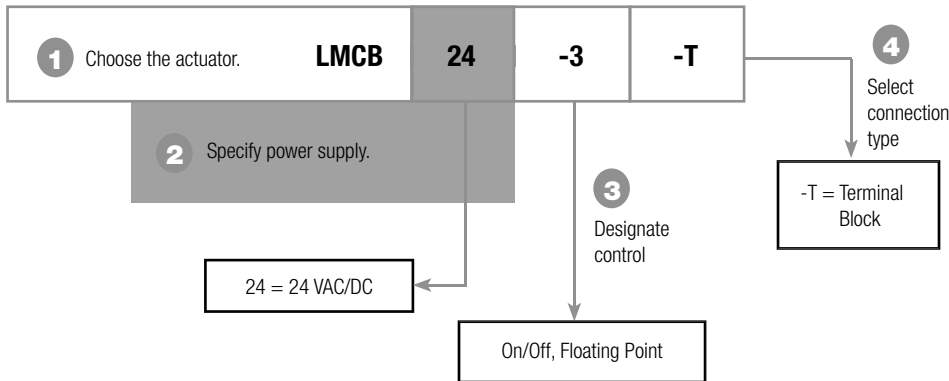 1 Choose the actuator. LMCB 24 -3 -T
2 Specify power supply.
24 = 24 VAC/DC
3
Designate
control
On/Off, Floating Point
4
Select
connection
type
-T = Terminal
Block